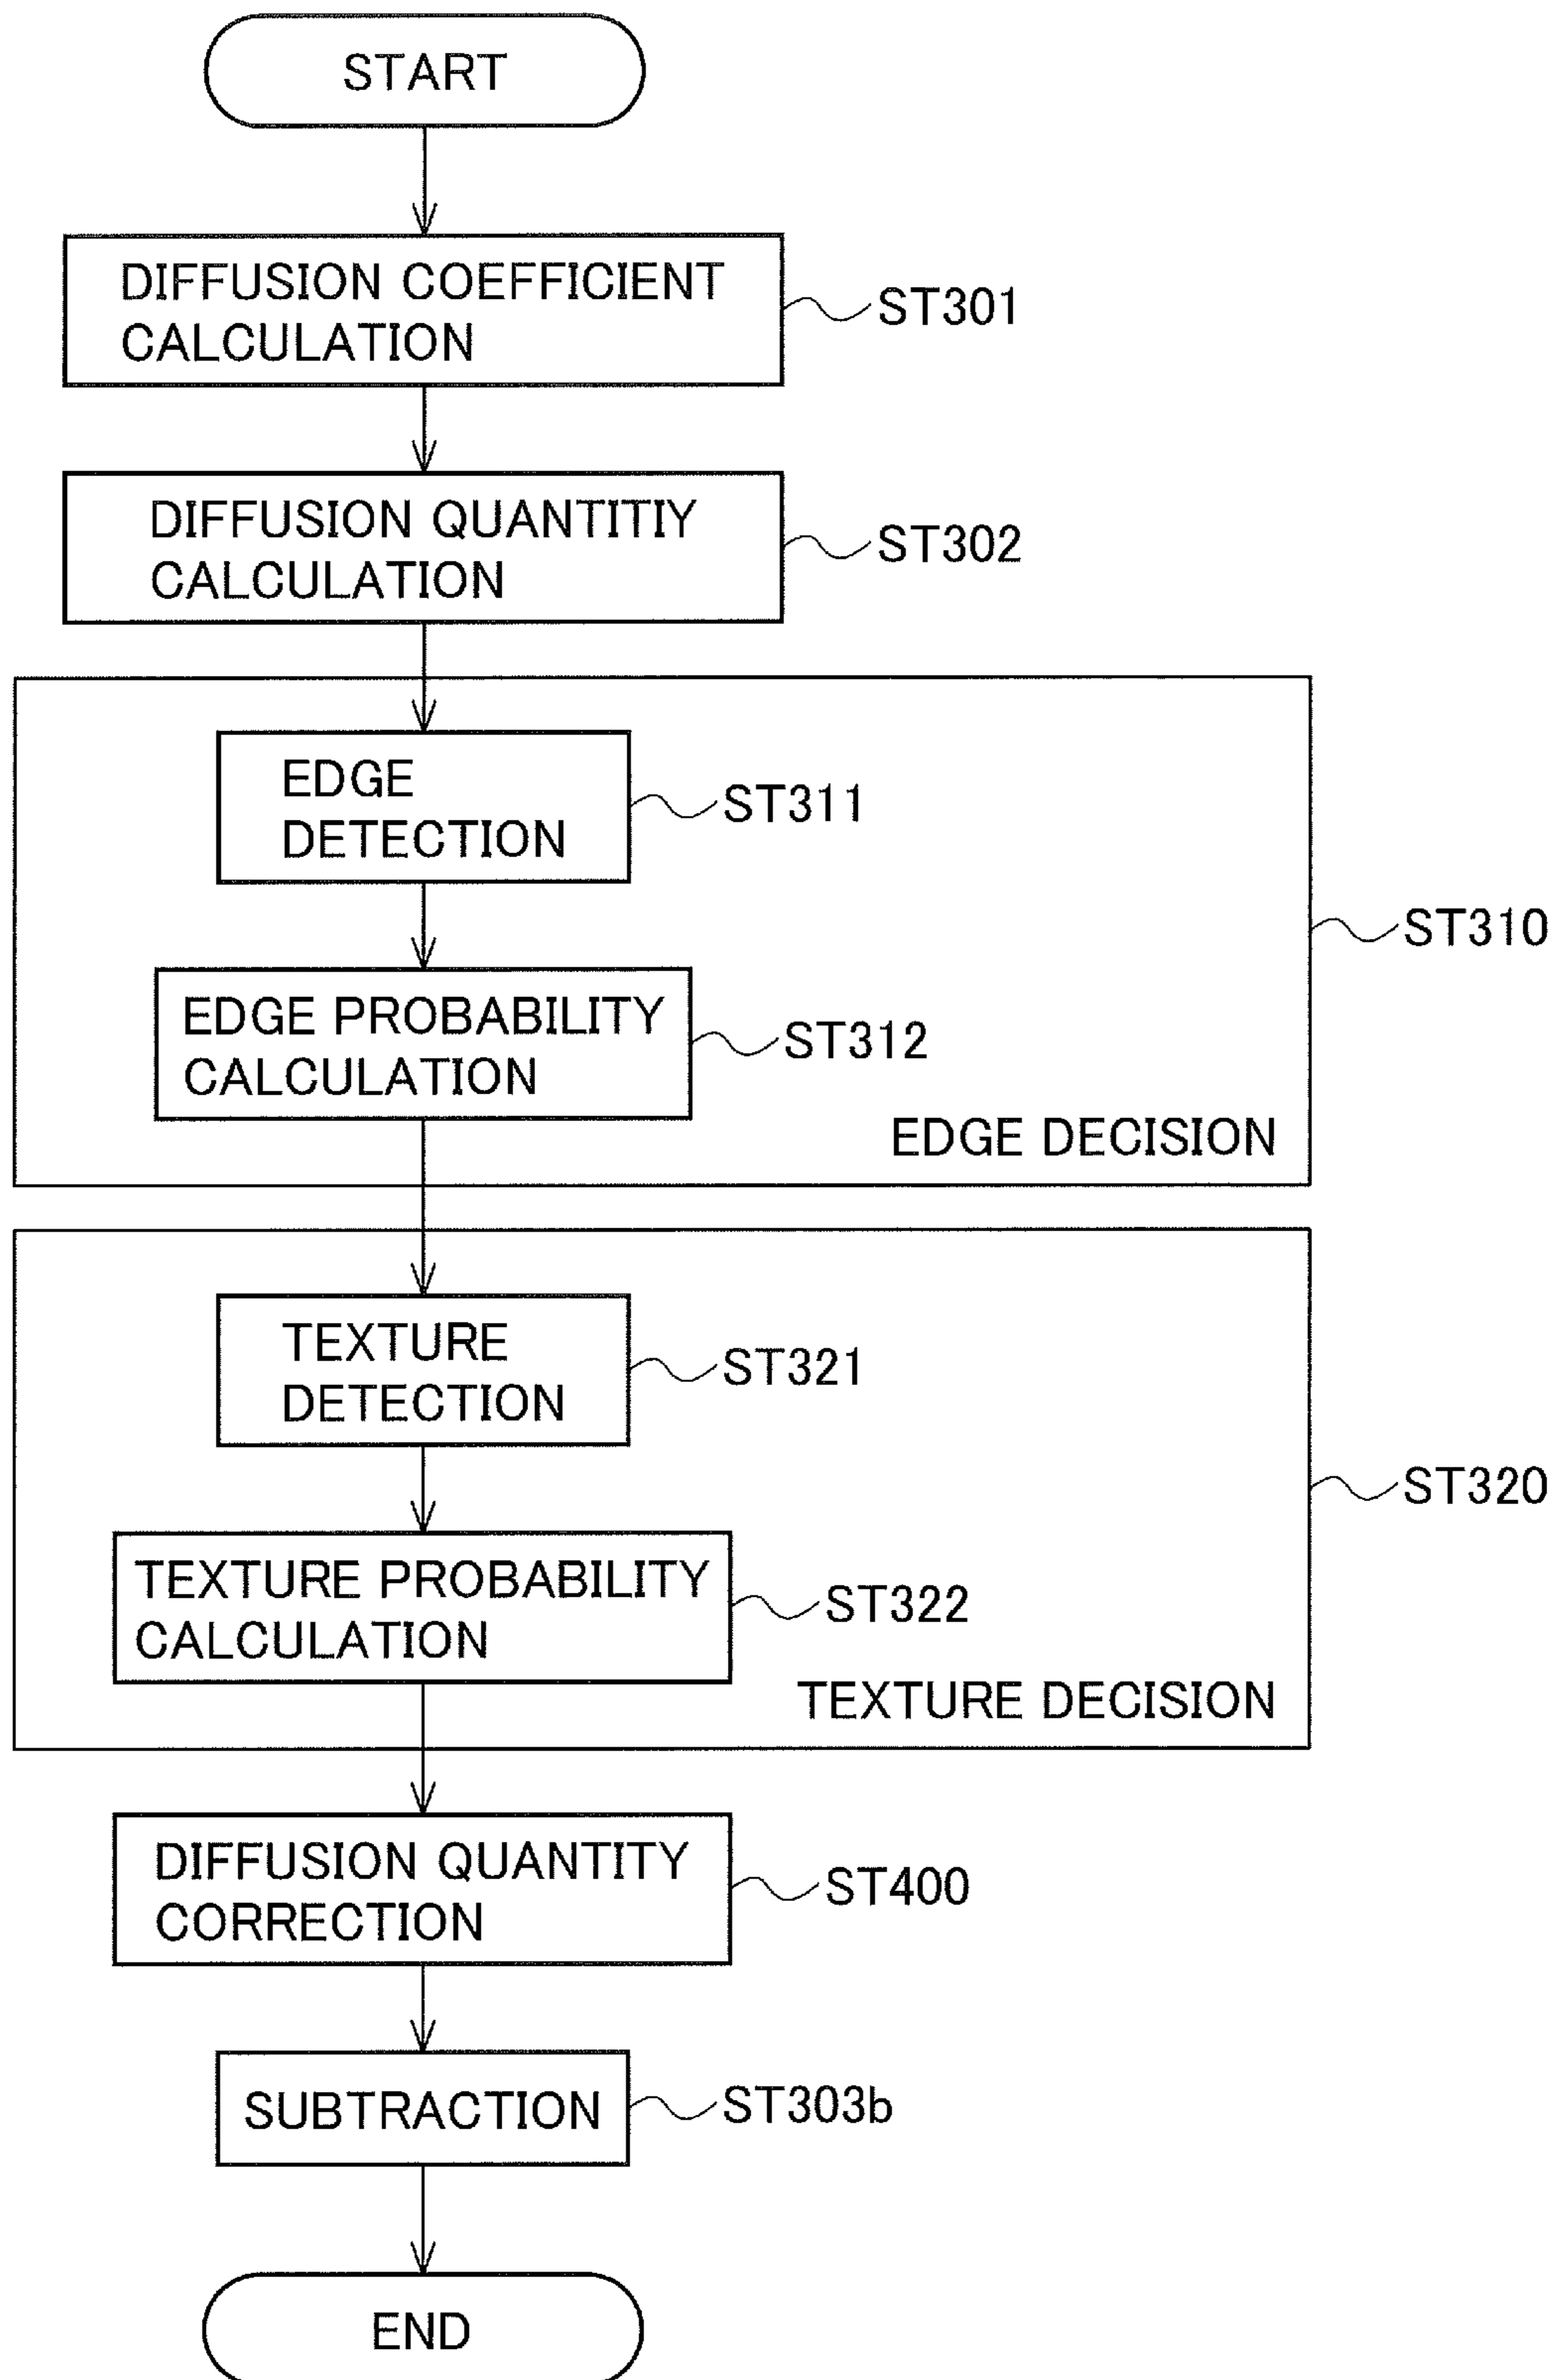 START
DIFFUSION COEFFICIENT
CALCULATION
ST301
DIFFUSION QUANTITIY
CALCULATION
ST302
EDGE
DETECTION
ST311
ST310
EDGE PROBABILITY
CALCULATION
ST312
EDGE DECISION
TEXTURE
DETECTION
ST321
ST320
TEXTURE PROBABILITY
CALCULATION
ST322
TEXTURE DECISION
DIFFUSION QUANTITY
CORRECTION
ST400
SUBTRACTION
ST303b
END